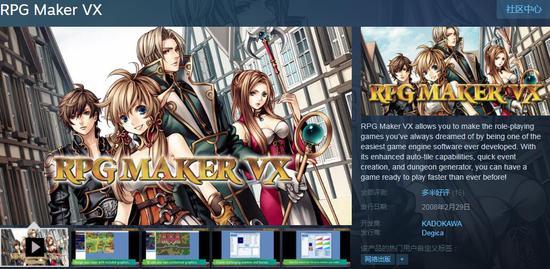 RPG Maker VX
社区中心
RPG MAKER VX
RPG MAKER VX
RPG Maker VX allows you to make the role-playing
games you've always dreamed of by being one of the
easiest game engine software ever developed. With
its enhanced auto-tile capabilities, quick event
creation, and dungeon generator, you can have a
game ready to play faster than ever before!
全部评测: 多半好评 (16)
发行日期: 2008年2月29日
开发商: KADOKAWA
发行商: Degica
该产品的热门用户自定义标签:
网络出版 +